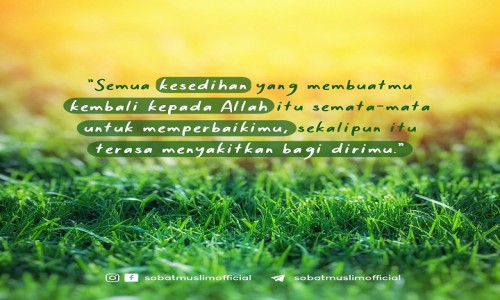 "Semua kesedihan yang membuatmu
kembali kepada Allah itu semata-mata
untuk memperbaikimu, sekalipun itu
terasa menyakitkan bagi dirimu."
sobatmuslimofficial sobatmuslimofficial